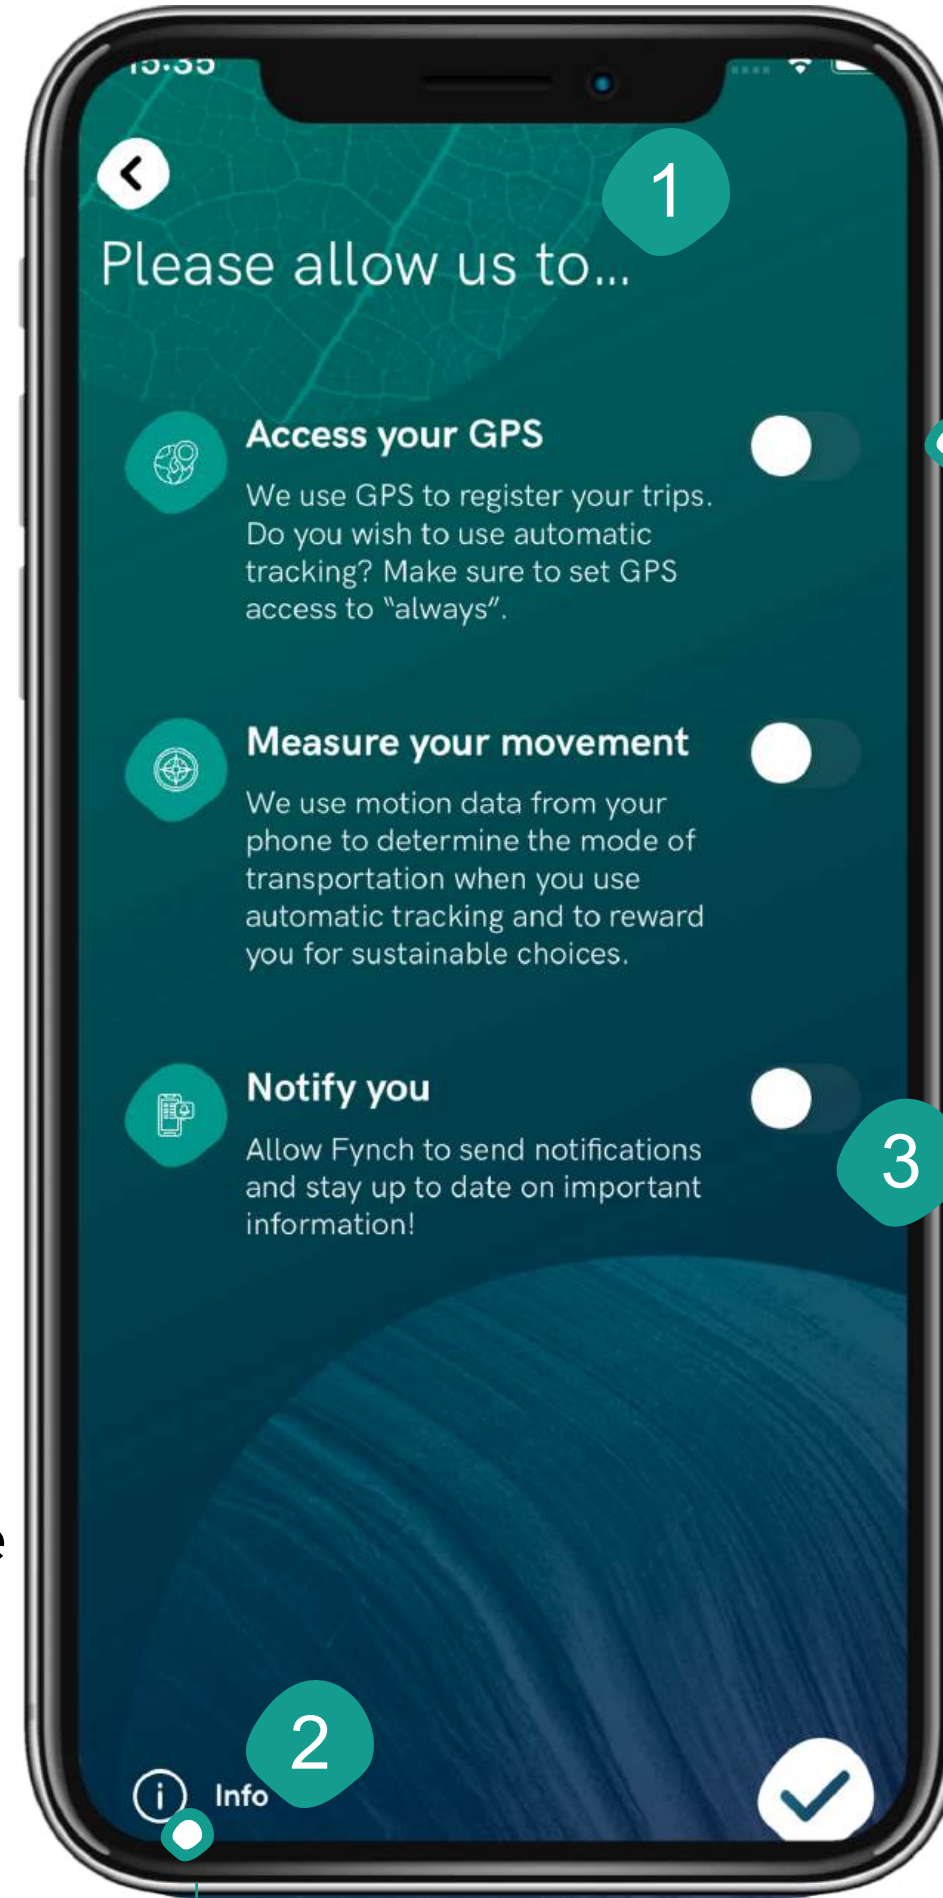 15:35
1
Please allow us to...
Access your GPS
We use GPS to register your trips.
Do you wish to use automatic
tracking? Make sure to set GPS
access to “always”.
Measure your movement
We use motion data from your
phone to determine the mode of
transportation when you use
automatic tracking and to reward
you for sustainable choices.
Notify you
Allow Fynch to send notifications
and stay up to date on important
information!
3
e
2
i
Info